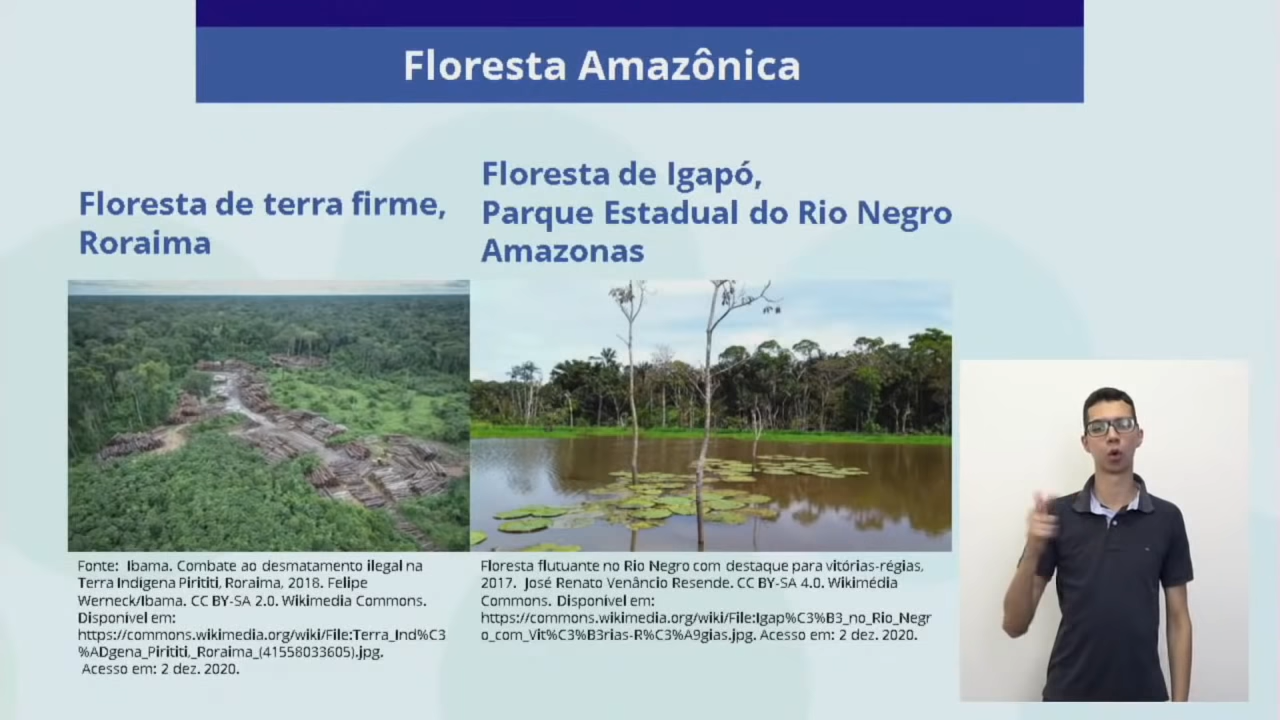 Floresta Amazônica
Floresta de terra firme,
Roraima
Floresta de Igapó,
Parque Estadual do Rio Negro
Amazonas
Fonte: Ibama. Combate ao desmatamento ilegal na
Terra Indígena Pirititi, Roraima, 2018. Felipe
Werneck/Ibama. CC BY-SA 2.0. Wikimedia Commons.
Disponível em:
https://commons.wikimedia.org/wiki/File:Terra_Ind%C3
%ADgena_Pirititi,_Roraima_(41558033605).jpg.
Acesso em: 2 dez. 2020.
Floresta flutuante no Rio Negro com destaque para vitórias-régias,
2017. José Renato Venâncio Resende. CC BY-SA 4.0. Wikimédia
Commons. Disponível em:
https://commons.wikimedia.org/wiki/File:Igap%C3%B3_no_Rio_Negr
o_com_Vit%C3%B3rias-R%C3%A9gias.jpg. Acesso em: 2 dez. 2020.